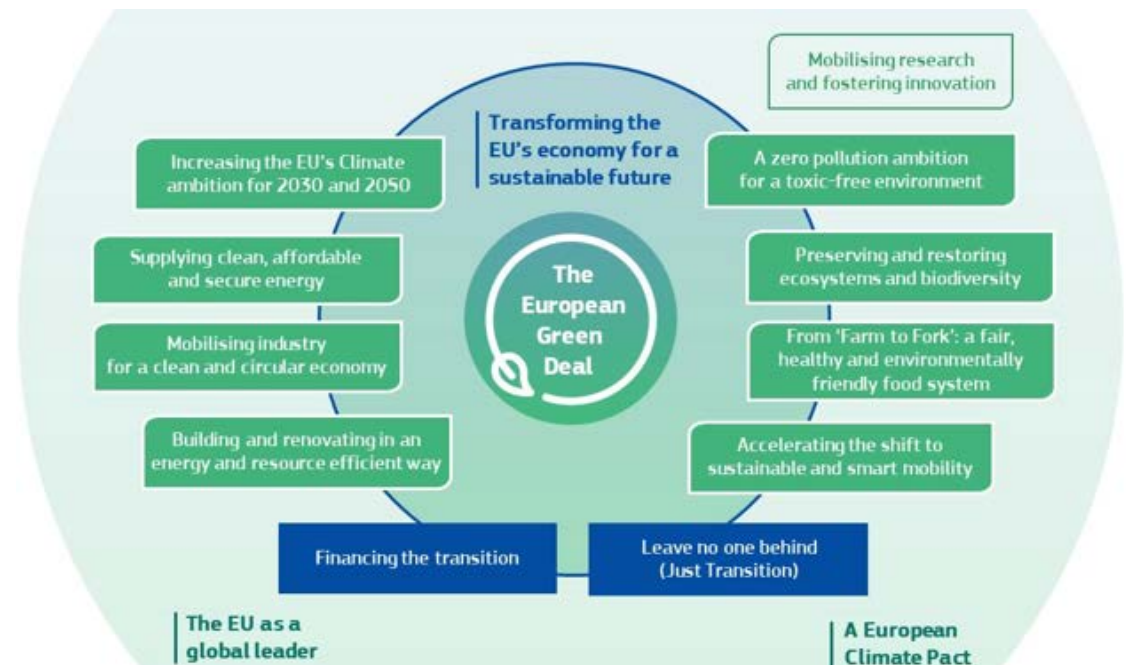 Mobilising research
and fostering innovation
Transforming the
EU's economy for a
sustainable future
Increasing the EU's Climate
ambition for 2030 and 2050
A zero pollution ambition
for a toxic-free environment
Supplying clean, affordable
and secure energy
Preserving and restoring
ecosystems and biodiversity
The
European
Green
Deal
Mobilising industry
for a clean and circular economy
From ‘Farm to Fork’: a fair,
healthy and environmentally
friendly food system
Building and renovating in an
energy and resource efficient way
Accelerating the shift to
sustainable and smart mobility
Financing the transition
Leave no one behind
(Just Transition)
The EU as a
global leader
A European
Climate Pact